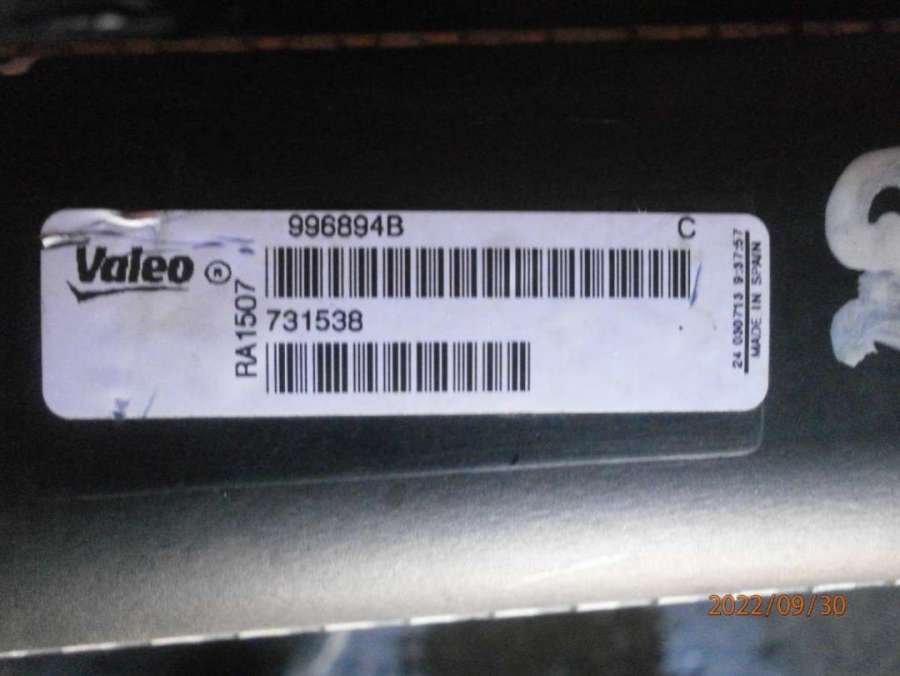 996894B C
Valeo ®
RA1507
731538
24 030713 9:37:57
MADE IN SPAIN
2022/09/30